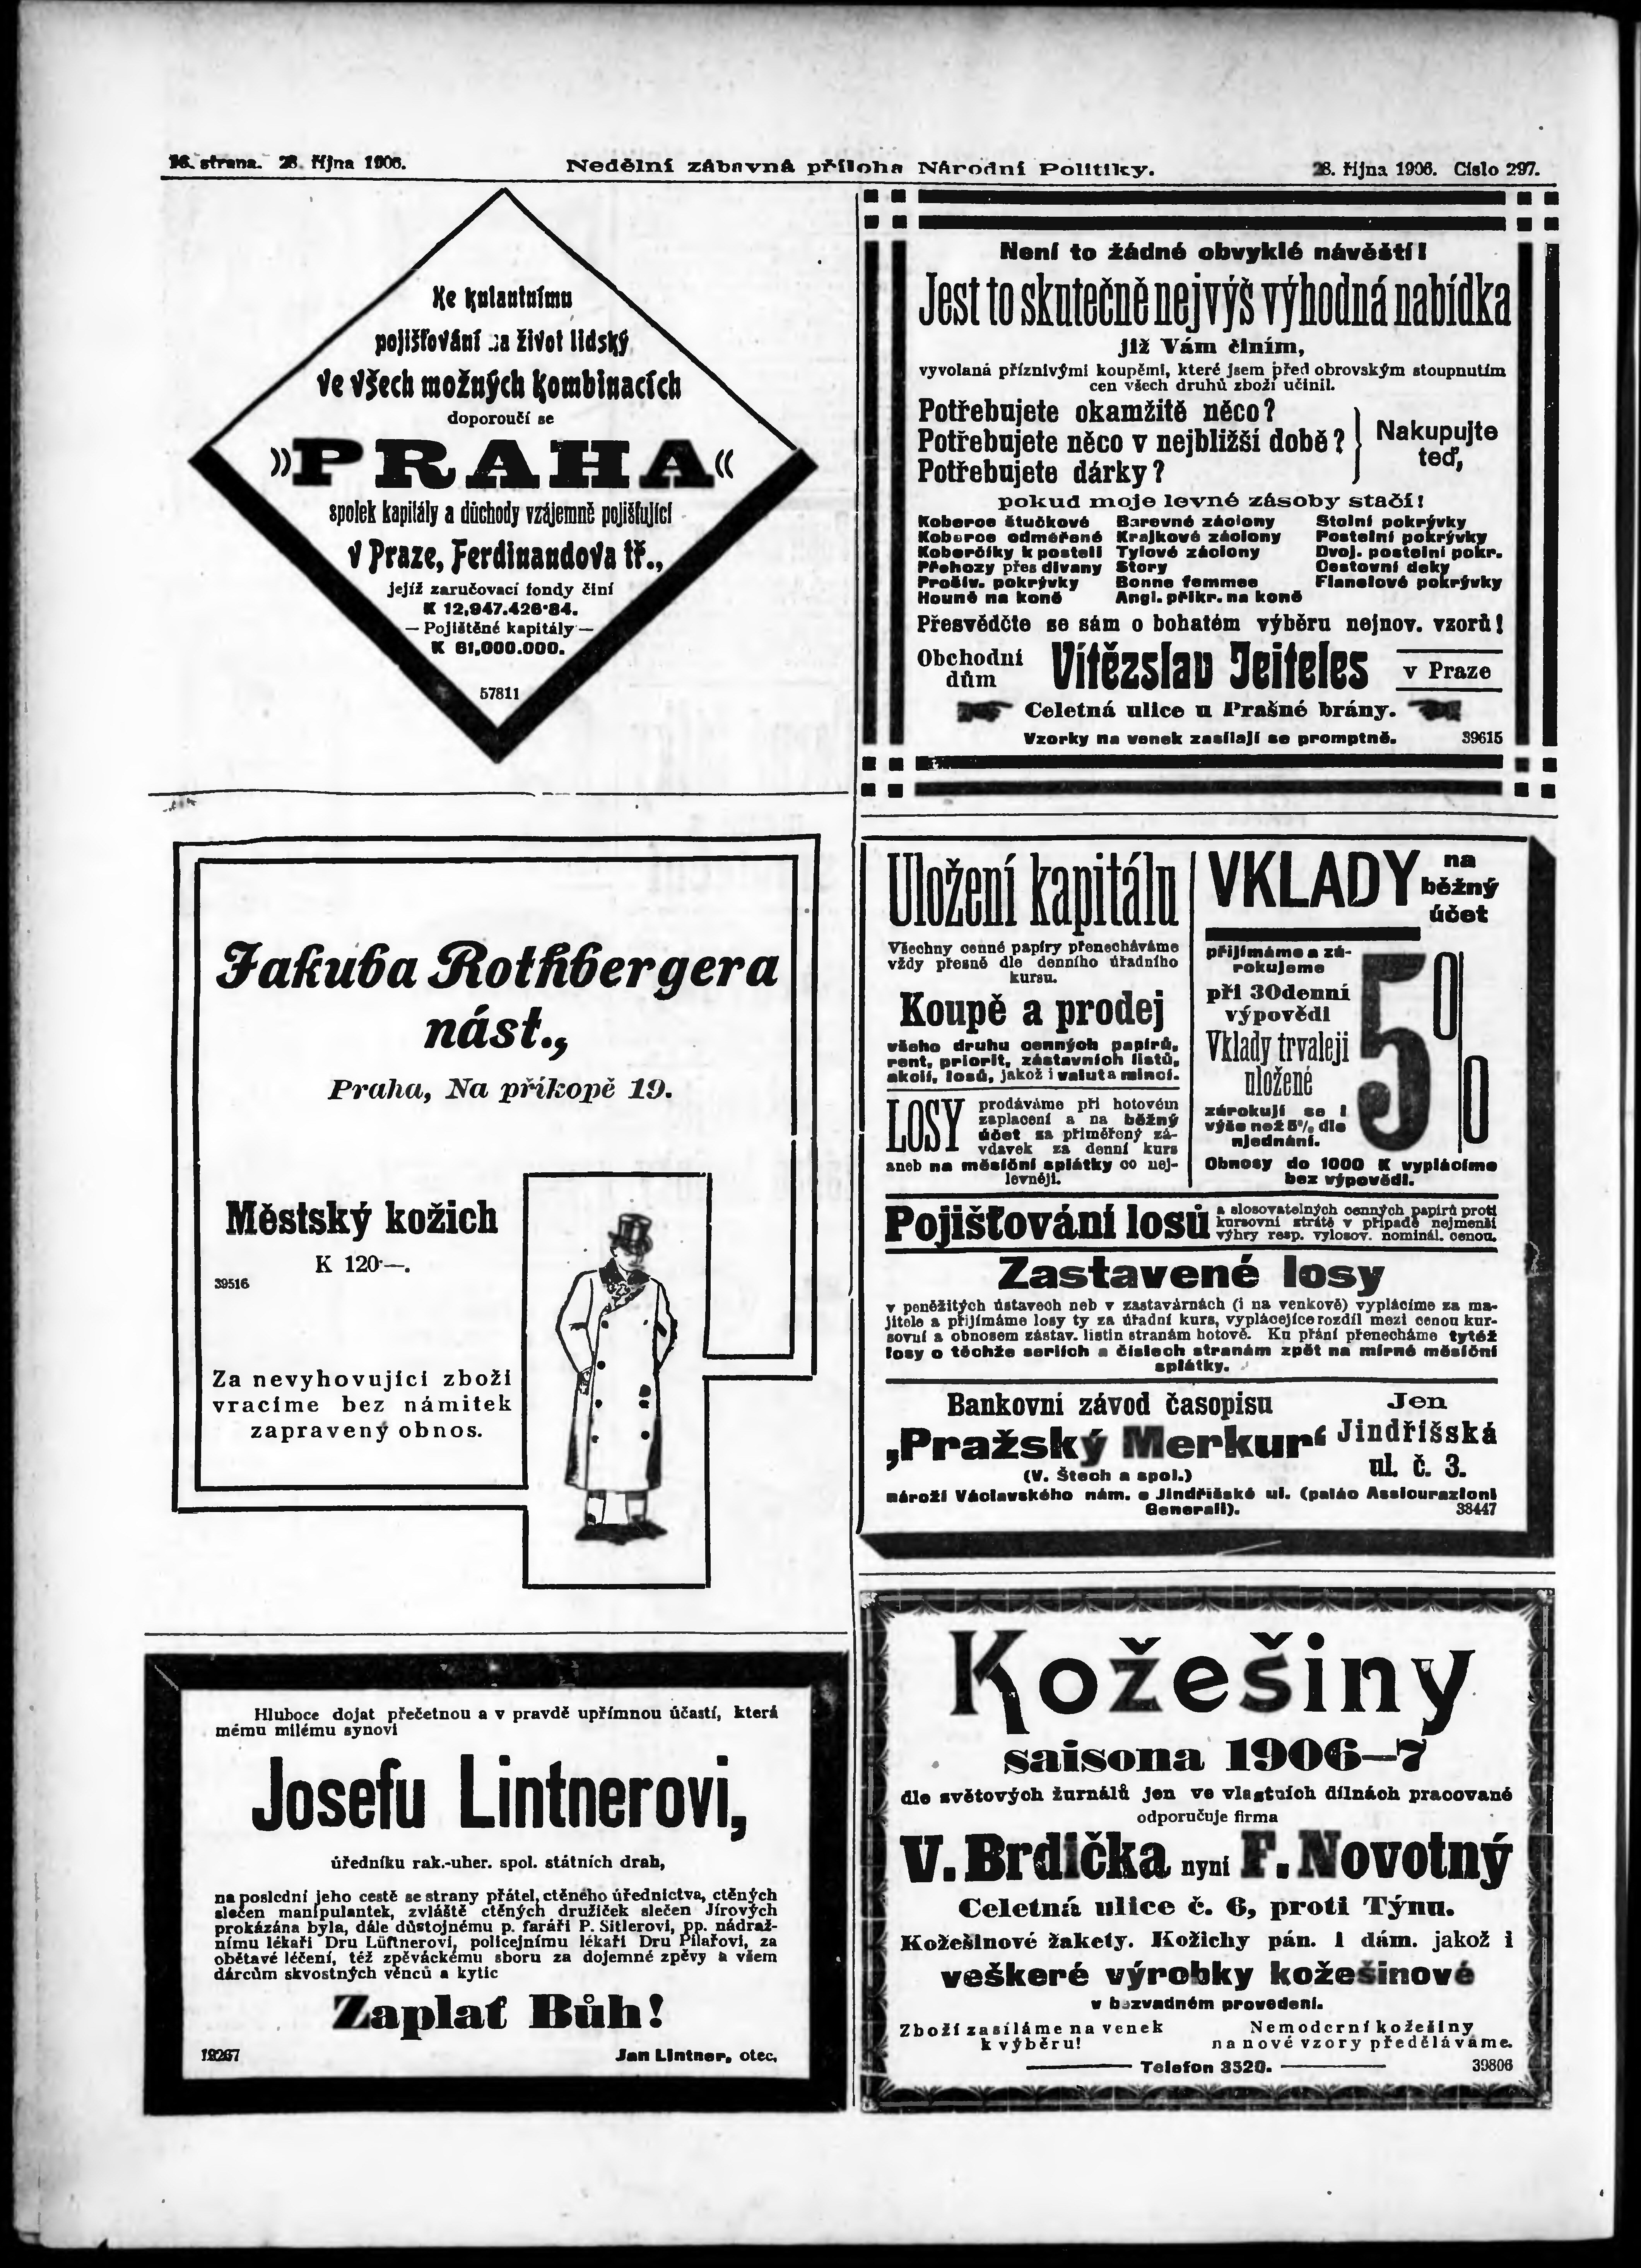 16. strana. 28. října 1906.
Nedělní zábavná příloha Národní Politiky.
28. října 1906. Číslo 297.
Ke kulantnímu
pojišťování na život lidský
ve všech možných kombinacích
doporoučí se
»PRAHA«
spolek kapitály a důchody vzájemně pojišťující
v Praze, Ferdinandova tř.,
jejíž zaručovací fondy činí
K 12,947.426·84.
— Pojištěné kapitály —
K 61,000.000.
57811
Jakuba Rothbergera
nást.,
Praha, Na příkopě 19.
Městský kožich
K 120·—.
39516
Za nevyhovující zboží
vracíme bez námitek
zapravený obnos.
Hluboce dojat přečetnou a v pravdě upřímnou účastí, která
mému milému synovi
Josefu Lintnerovi,
úředníku rak.-uher. spol. státních drah,
na poslední jeho cestě se strany přátel, ctěného úřednictva, ctěných
slečen manipulantek, zvláště ctěných družiček slečen Jírových
prokázána byla, dále důstojnému p. faráři P. Sitlerovi, pp. nádraž-
nímu lékaři Dru Lüftnerovi, policejnímu lékaři Dru Pilařovi, za
obětavé léčení, též zpěváckému sboru za dojemné zpěvy a všem
dárcům skvostných věnců a kytic
Zaplať Bůh!
19267
Jan Lintner, otec.
Není to žádné obvyklé návěští!
Jest to skutečně nejvýš výhodná nabídka
již Vám činím,
vyvolaná příznivými koupěmi, které jsem před obrovským stoupnutím
cen všech druhů zboží učinil.
Potřebujete okamžitě něco?
Potřebujete něco v nejbližší době?
Potřebujete dárky?
Nakupujte
teď,
pokud moje levné zásoby stačí!
Koberce štučkové Barevné záclony Stolní pokrývky
Koberce odměřené Krajkové záclony Postelní pokrývky
Koberčíky k posteli Tylové záclony Dvoj. postelní pokr.
Přehozy přes divany Story Cestovní deky
Prošív. pokrývky Bonne femmee Flanelové pokrývky
Houně na koně Angl. přikr. na koně
Přesvědčte se sám o bohatém výběru nejnov. vzorů!
Obchodní
dům
Vítězslav Jeiteles
v Praze
Celetná ulice u Prašné brány.
Vzorky na venek zasílají se promptně. 39615
Uložení kapitálu
Všechny cenné papíry přenecháváme
vždy přesně dle denního úřadního
kursu.
Koupě a prodej
všeho druhu cenných papírů,
rent, priorit, zástavních listů,
akcií, losů, jakož i valut a mincí.
LOSY
prodáváme při hotovém
zaplacení a na běžný
účet za přiměřený zá-
vdavek za denní kurs
aneb na měsíční splátky co nej-
levněji.
VKLADY
na
běžný
účet
přijímáme a zú-
rokujeme
při 30denní
výpovědi
5%
Vklady trvaleji
uložené
zúrokují se i
výše než 5% dle
ujednání.
Obnosy do 1000 K vyplácíme
bez výpovědi.
Pojišťování losů
a slosovatelných cenných papírů proti
kursovní ztrátě v případě nejmenší
výhry resp. vylosov. nominál. cenou.
Zastavené losy
v peněžitých ústavech neb v zastavárnách (i na venkově) vyplácíme za ma-
jitele a přijímáme losy ty za úřadní kurs, vyplácejíce rozdíl mezi cenou kur-
sovní a obnosem zástav. listin stranám hotově. Ku přání přenecháme tytéž
losy o těchže seriích a číslech stranám zpět na mírné měsíční
splátky.
Bankovní závod časopisu
„Pražský Merkur“
(V. Štech a spol.)
Jen
Jindřišská
ul. č. 3.
nároží Václavského nám. a Jindřišské ul. (palác Assicurazioni
Generali).
38447
Kožešiny
saisona 1906—7
dle světových žurnálů jen ve vlastních dílnách pracované
odporučuje firma
V. Brdička nyní F. Novotný
Celetná ulice č. 6, proti Týnu.
Kožešinové žakety. Kožichy pán. i dám. jakož i
veškeré výrobky kožešinové
v bezvadném provedení.
Zboží zasíláme na venek
k výběru!
Nemoderní kožešiny
na nové vzory předěláváme.
Telefon 3520.
39806